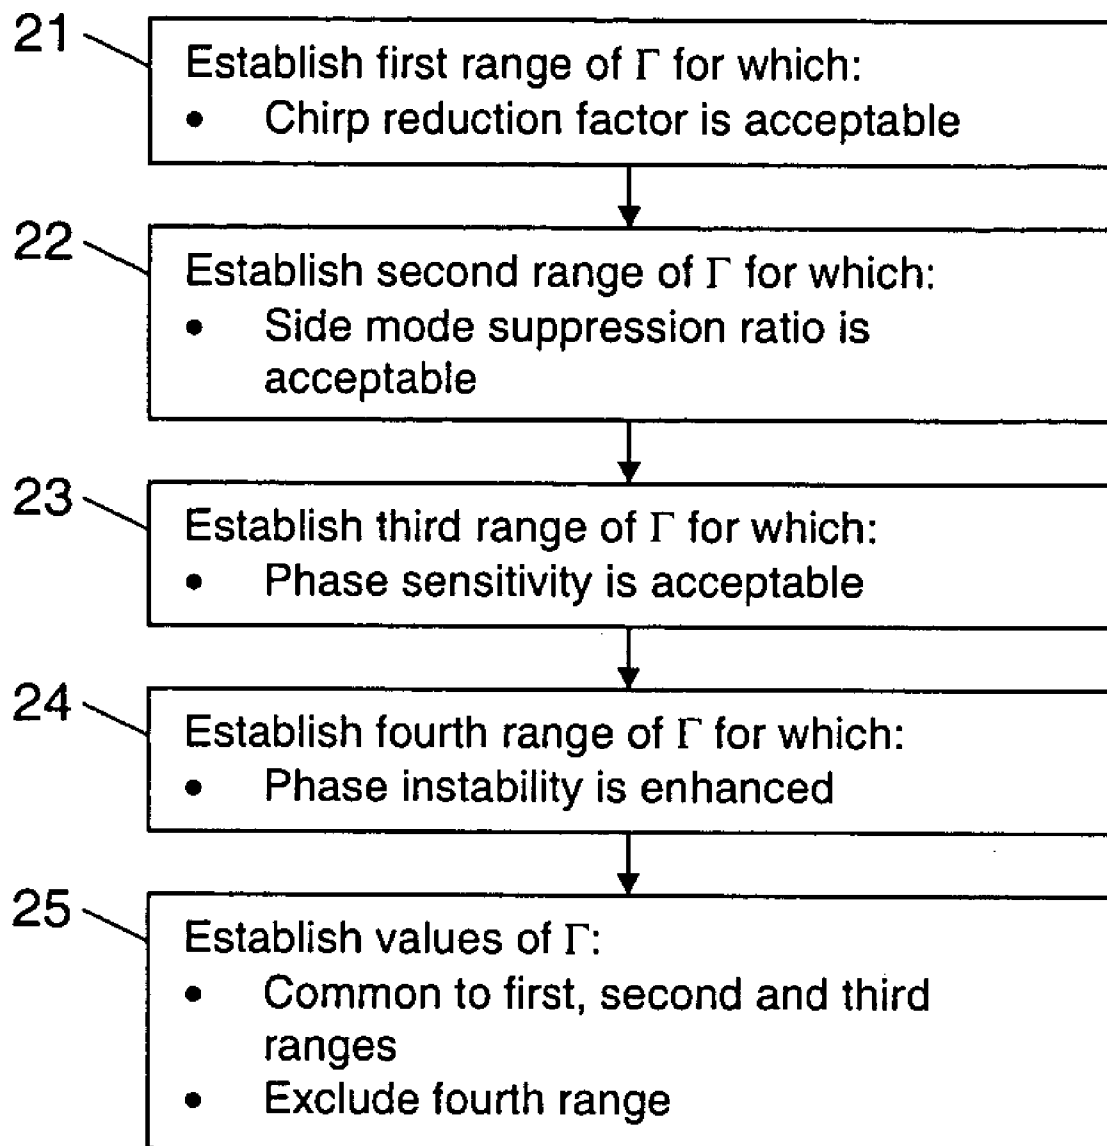 21
Establish first range of Γ for which:
• Chirp reduction factor is acceptable
22
Establish second range of Γ for which:
• Side mode suppression ratio is
acceptable
23
Establish third range of Γ for which:
• Phase sensitivity is acceptable
24
Establish fourth range of Γ for which:
• Phase instability is enhanced
25
Establish values of Γ:
• Common to first, second and third
ranges
• Exclude fourth range